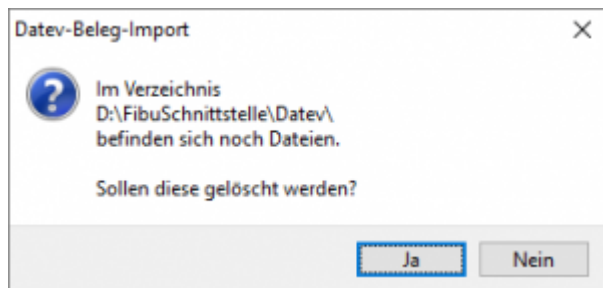 Datev-Beleg-Import
Im Verzeichnis
D:\FibuSchnittstelle\Datev\
befinden sich noch Dateien.
Sollen diese gelöscht werden?
Ja
Nein